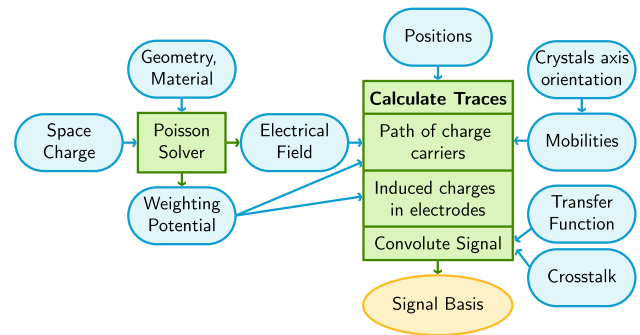 Positions
Geometry,
Material
Crystals axis
orientation
Calculate Traces
Space
Charge
Poisson
Solver
Electrical
Field
Path of charge
carriers
Mobilities
Weighting
Potential
Induced charges
in electrodes
Transfer
Function
Convolute Signal
Crosstalk
Signal Basis